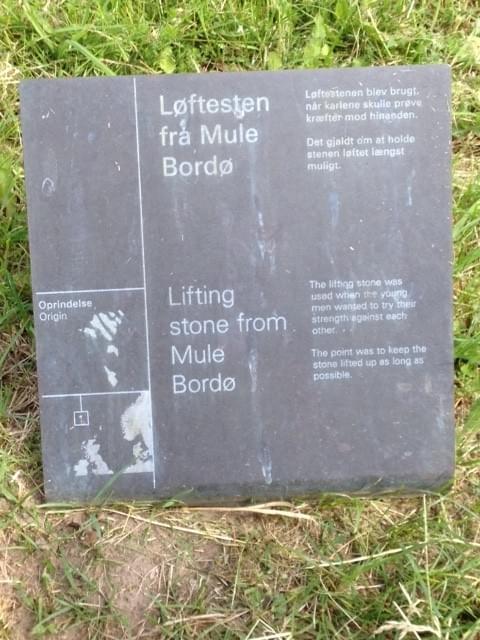 Løftesten
fra Mule
Bordø
Løftestenen blev brugt,
når karlene skulle prøve
kræfter mod hinanden.
Det gjaldt om at holde
stenen løftet længst
muligt.
Oprindelse
Origin
Lifting
stone from
Mule
Bordø
The lifting stone was
used when the young
men wanted to try their
strength against each
other.
The point was to keep the
stone lifted up as long as
possible.